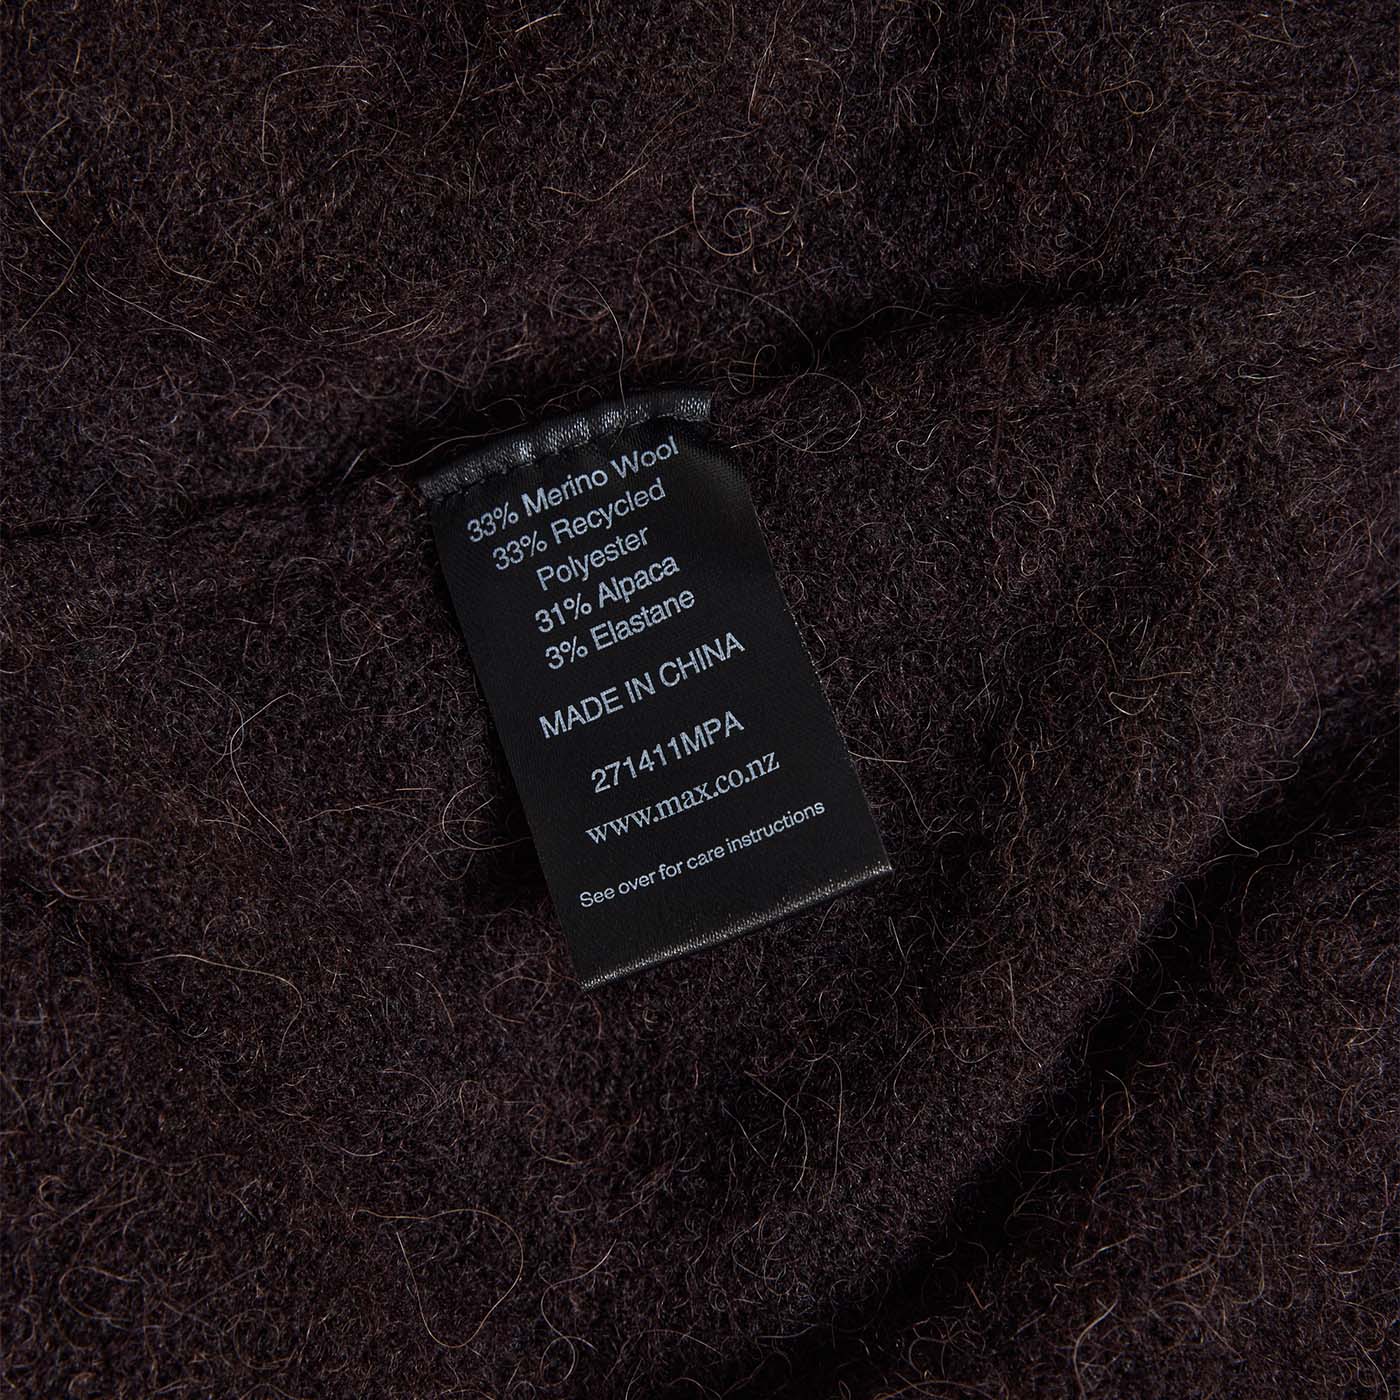 33% Merino Wool
33% Recycled
Polyester
31% Alpaca
3% Elastane
MADE IN CHINA
271411MPA
www.max.co.nz
See over for care instructions